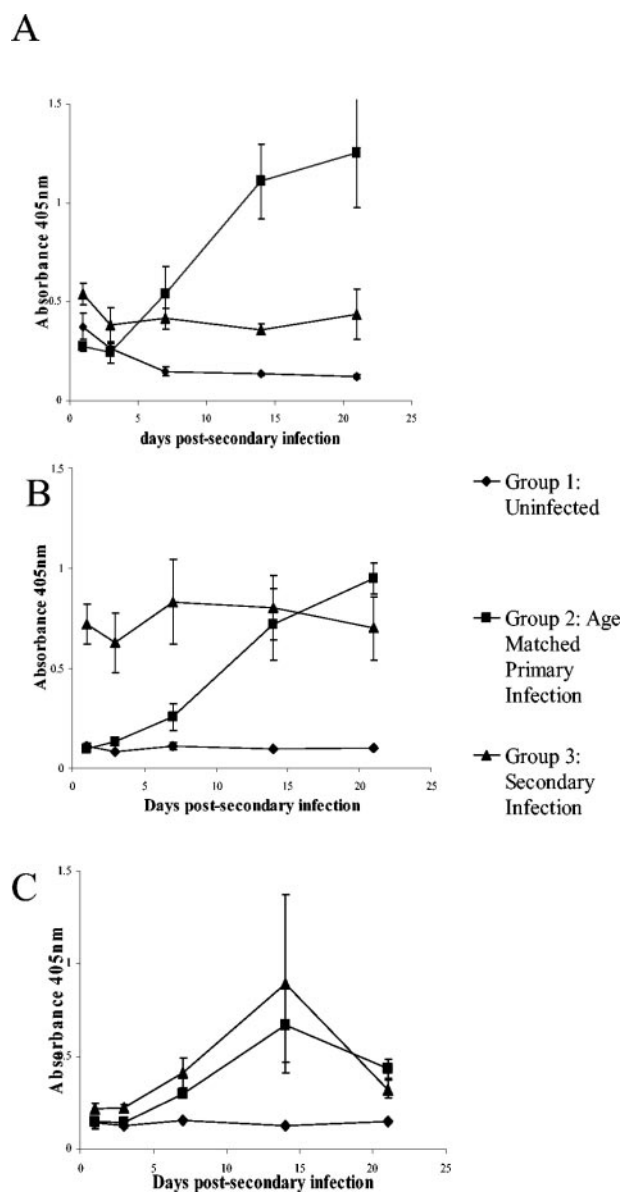 A
1.5
1
0.5
0
Absorbance 405nm
0 5 10 15 20 25
days post-secondary infection
B
1.5
1
0.5
0
Absorbance 405nm
0 5 10 15 20 25
Days post-secondary infection
Group 1:
Uninfected
Group 2: Age
Matched
Primary
Infection
Group 3:
Secondary
Infection
C
1.5
1
0.5
0
Absorbance 405nm
0 5 10 15 20 25
Days post-secondary infection